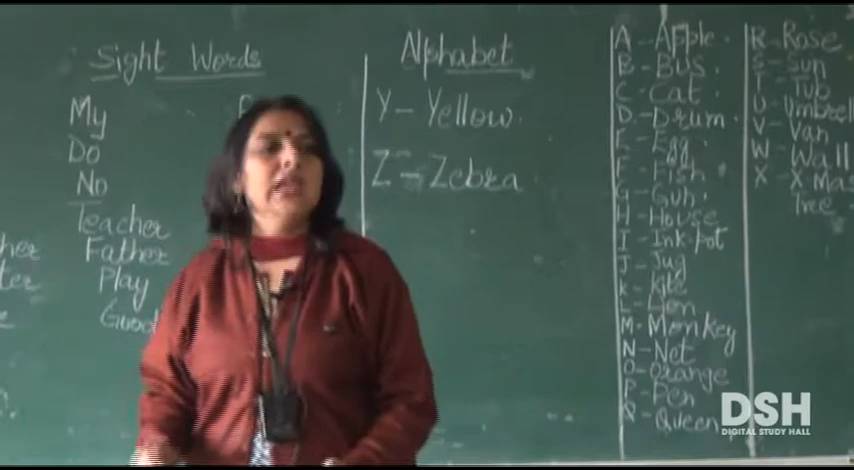 Sight Words
My
Do
No
Teacher
Father
Play
Good
Alphabet
Y - Yellow.
Z - Zebra
A - Apple.
B - Bus.
C - Cat.
D - Drum.
E - Egg.
F - Fish.
G - Gun.
H - House
I - Ink-pot
J - Jug
K - Kite
L - Lion
M - Monkey
N - Net
O - Orange
P - Pen
Q - Queen
R - Rose
S - Sun
T - Tub
U - Umbrel
V - Van
W - Wall
X - X Mas
Tree
DSH
DIGITAL STUDY HALL